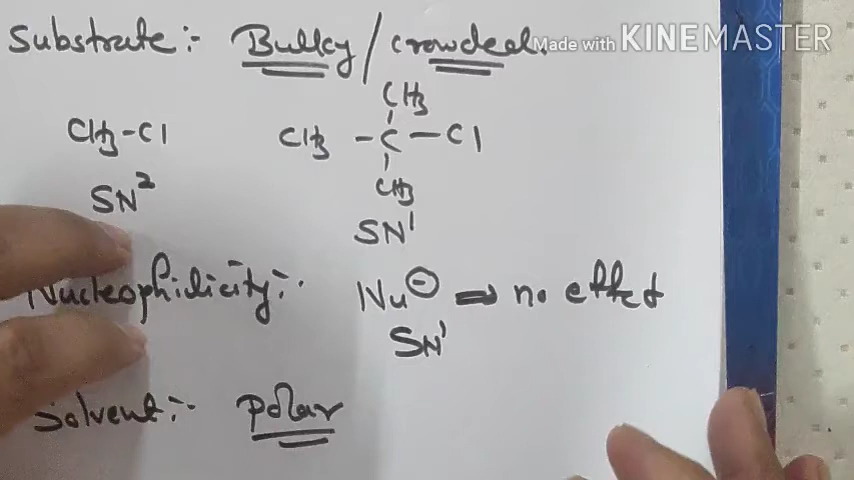 Substrate:- Bulky/crowded.
Made with KINEMASTER
CH3
CH3-Cl CH3 - C - Cl
CH3
SN2 SN1
Nucleophilicity:- Nu⊖ ⇒ no effect
SN1
Solvent:- polar